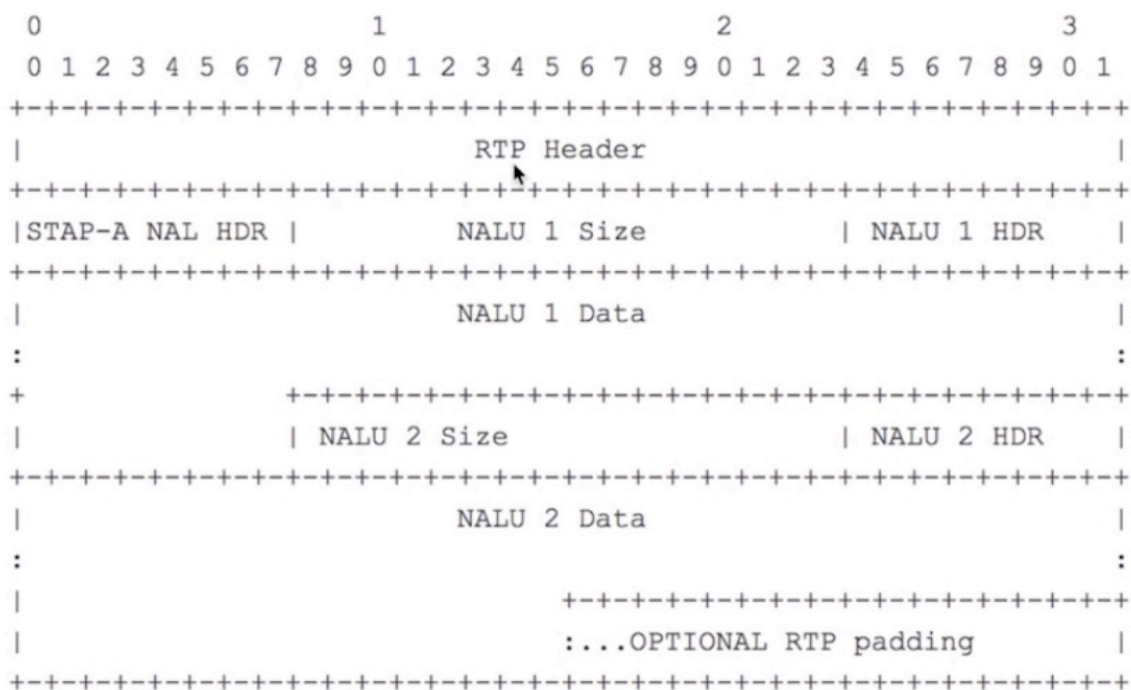 0 1 2 3
0 1 2 3 4 5 6 7 8 9 0 1 2 3 4 5 6 7 8 9 0 1 2 3 4 5 6 7 8 9 0 1
+-+-+-+-+-+-+-+-+-+-+-+-+-+-+-+-+-+-+-+-+-+-+-+-+-+-+-+-+-+-+-+-+
| RTP Header |
+-+-+-+-+-+-+-+-+-+-+-+-+-+-+-+-+-+-+-+-+-+-+-+-+-+-+-+-+-+-+-+-+
|STAP-A NAL HDR | NALU 1 Size | NALU 1 HDR |
+-+-+-+-+-+-+-+-+-+-+-+-+-+-+-+-+-+-+-+-+-+-+-+-+-+-+-+-+-+-+-+-+
| NALU 1 Data |
: :
+ +-+-+-+-+-+-+-+-+-+-+-+-+-+-+-+-+-+-+-+-+-+-+-+-+
| | NALU 2 Size | NALU 2 HDR |
+-+-+-+-+-+-+-+-+-+-+-+-+-+-+-+-+-+-+-+-+-+-+-+-+-+-+-+-+-+-+-+-+
| NALU 2 Data |
: :
| +-+-+-+-+-+-+-+-+-+-+-+-+-+-+-+-+
| :...OPTIONAL RTP padding |
+-+-+-+-+-+-+-+-+-+-+-+-+-+-+-+-+-+-+-+-+-+-+-+-+-+-+-+-+-+-+-+-+